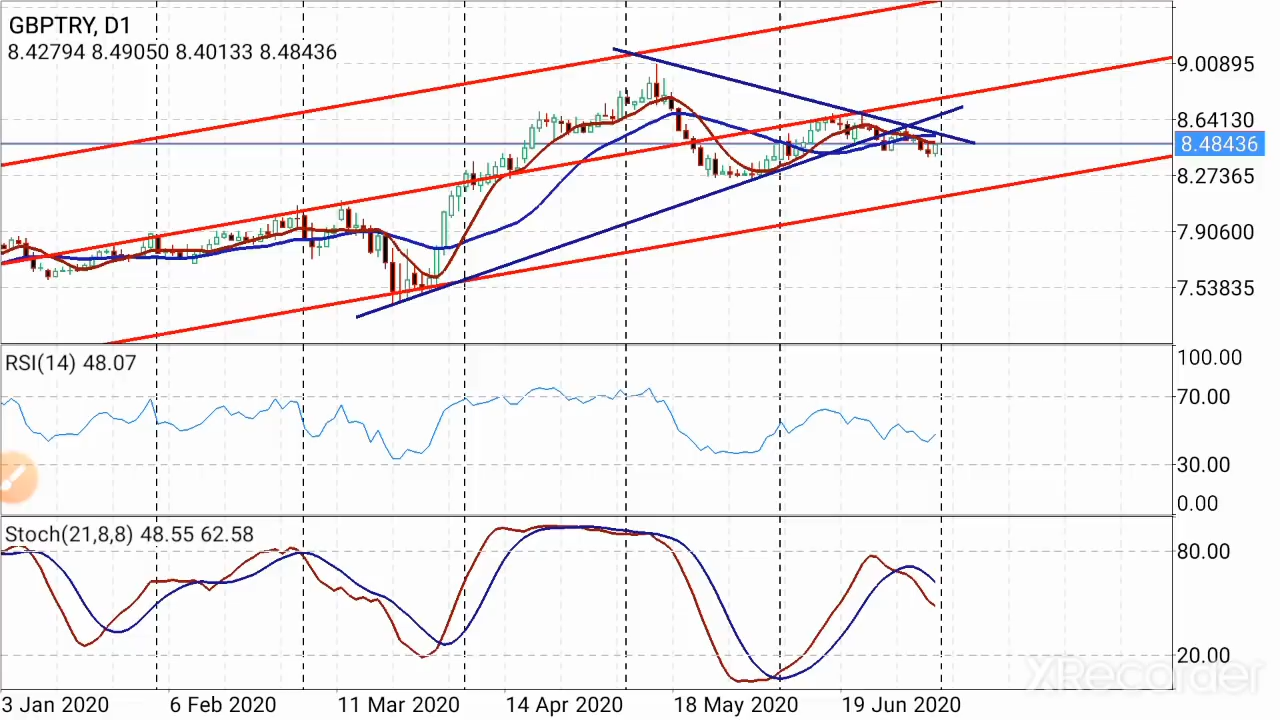 GBPTRY, D1
8.42794 8.49050 8.40133 8.48436
9.00895
8.64130
8.48436
8.27365
7.90600
7.53835
RSI(14) 48.07
100.00
70.00
30.00
0.00
Stoch(21,8,8) 48.55 62.58
80.00
20.00
XRecorder
3 Jan 2020 6 Feb 2020 11 Mar 2020 14 Apr 2020 18 May 2020 19 Jun 2020